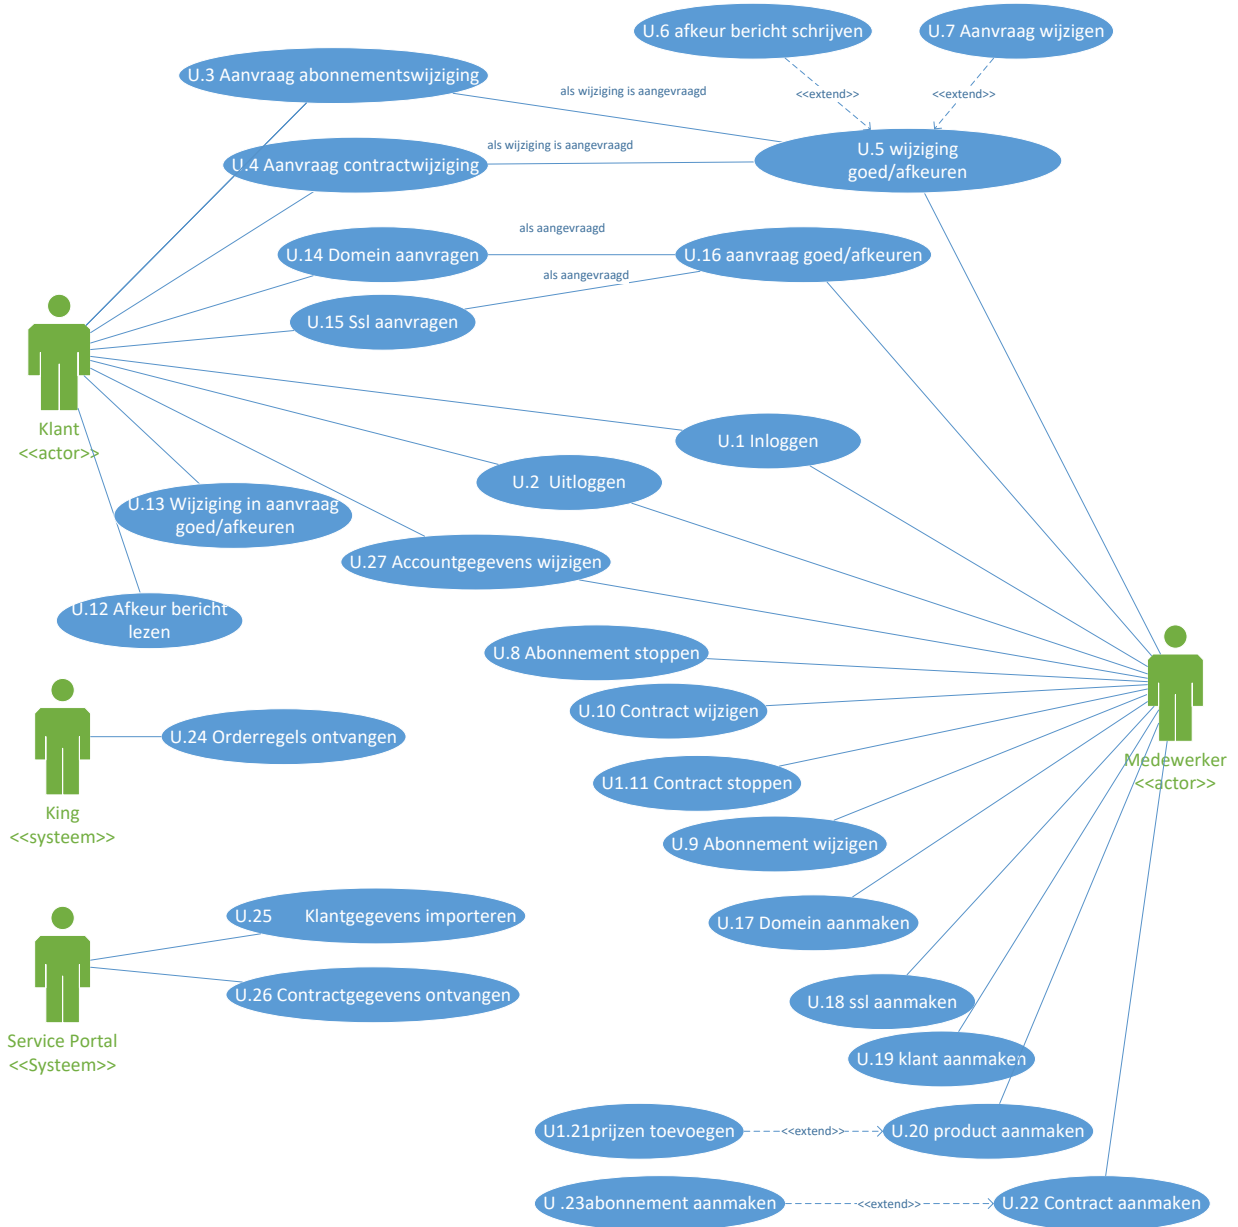 U.6 afkeur bericht schrijven
U.7 Aanvraag wijzigen
U.3 Aanvraag abonnementswijziging
als wijziging is aangevraagd
<<extend>>
<<extend>>
U.4 Aanvraag contractwijziging
als wijziging is aangevraagd
U.5 wijziging
goed/afkeuren
als aangevraagd
U.14 Domein aanvragen
U.16 aanvraag goed/afkeuren
als aangevraagd
U.15 Ssl aanvragen
Klant
<<actor>>
U.1 Inloggen
U.2  Uitloggen
U.13 Wijziging in aanvraag
goed/afkeuren
U.27 Accountgegevens wijzigen
U.12 Afkeur bericht
lezen
U.8 Abonnement stoppen
U.10 Contract wijzigen
U.24 Orderregels ontvangen
Medewerker
<<actor>>
U1.11 Contract stoppen
King
<<systeem>>
U.9 Abonnement wijzigen
U.25      Klantgegevens importeren
U.17 Domein aanmaken
U.26 Contractgegevens ontvangen
U.18 ssl aanmaken
Service Portal
<<Systeem>>
U.19 klant aanmaken
U1.21prijzen toevoegen
<<extend>>
U.20 product aanmaken
U .23abonnement aanmaken
<<extend>>
U.22 Contract aanmaken